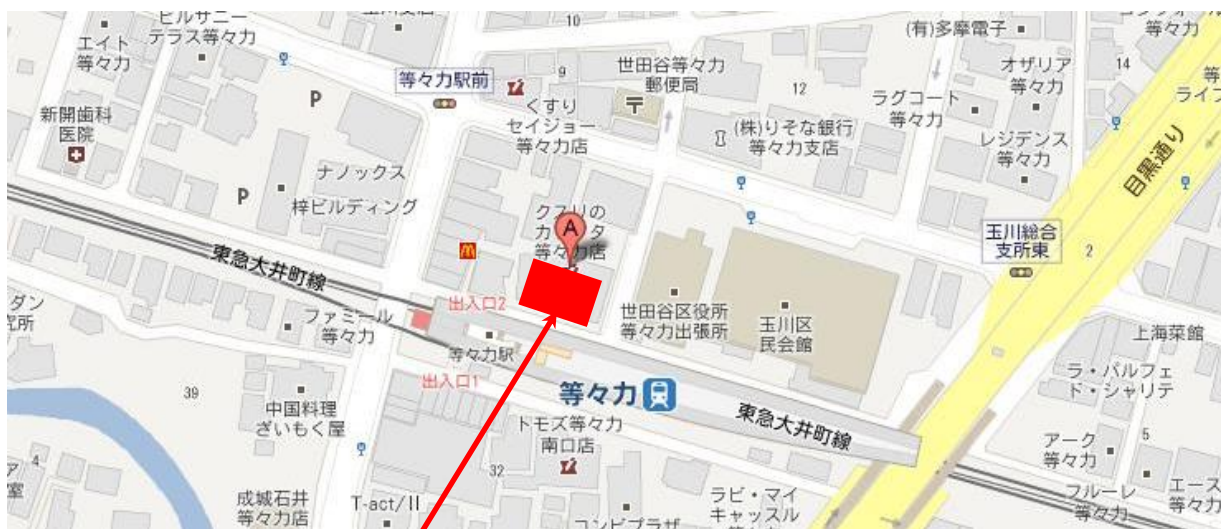 ビルサニー
テラス等々力
10
(有)多摩電子
エイト
等々力
14
オザリア
等々力
等々力駅前
9
世田谷等々力
郵便局
12
P
ラグコート
等々力
くすり
セイジョー
等々力店
新開歯科
医院
(株)りそな銀行
等々力支店
レジデンス
等々力
目黒通り
ナノックス
P
梓ビルディング
クスリの
等々力店
A
玉川総合
支所東
2
東急大井町線
出入口2
世田谷区役所
等々力出張所
玉川区
民会館
ファミール
等々力
等々力駅
上海菜館
出入口1
39
等々力
ラ・パルフェ
ド・シャリテ
中国料理
ざいもく屋
東急大井町線
トモズ等々力
南口店
アーク
等々力
5
4
32
成城石井
等々力店
T-act/II
ラビ・マイ
キャッスル
フルーレ
等々力
エース
等々力
コンビプラザ